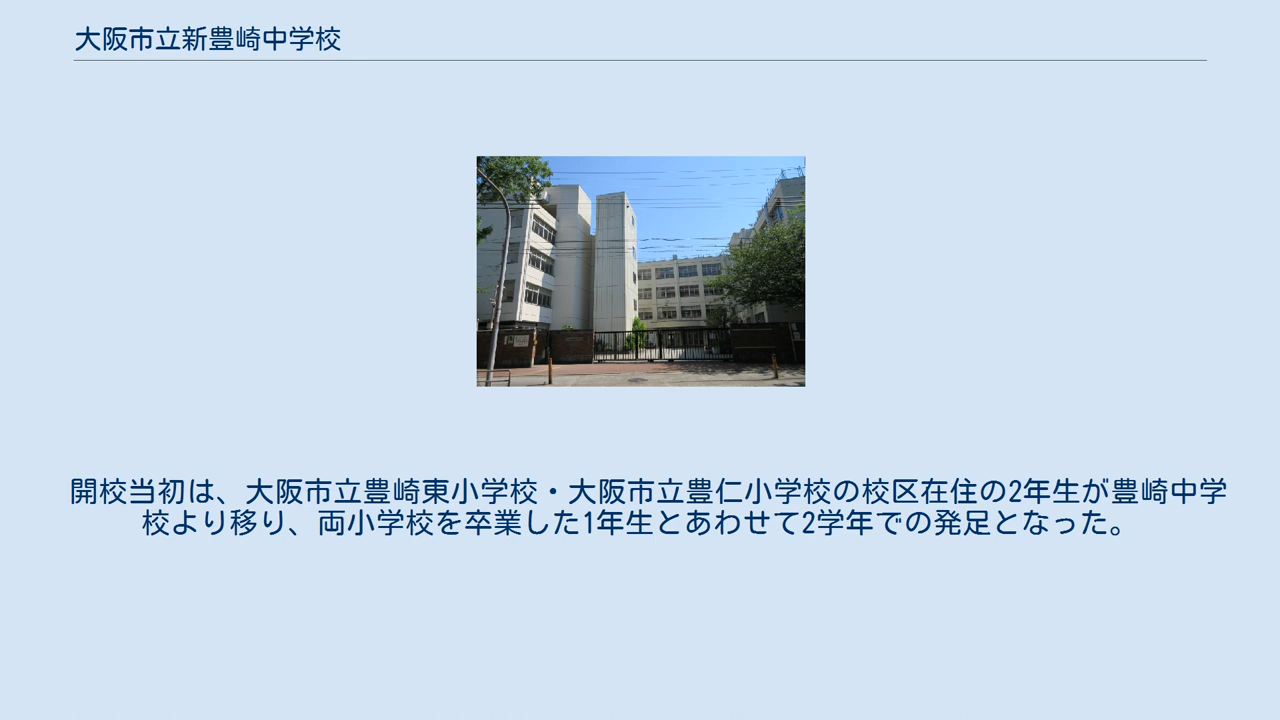 大阪市立新豊崎中学校
開校当初は、大阪市立豊崎東小学校・大阪市立豊仁小学校の校区在住の2年生が豊崎中学
校より移り、両小学校を卒業した1年生とあわせて2学年での発足となった。